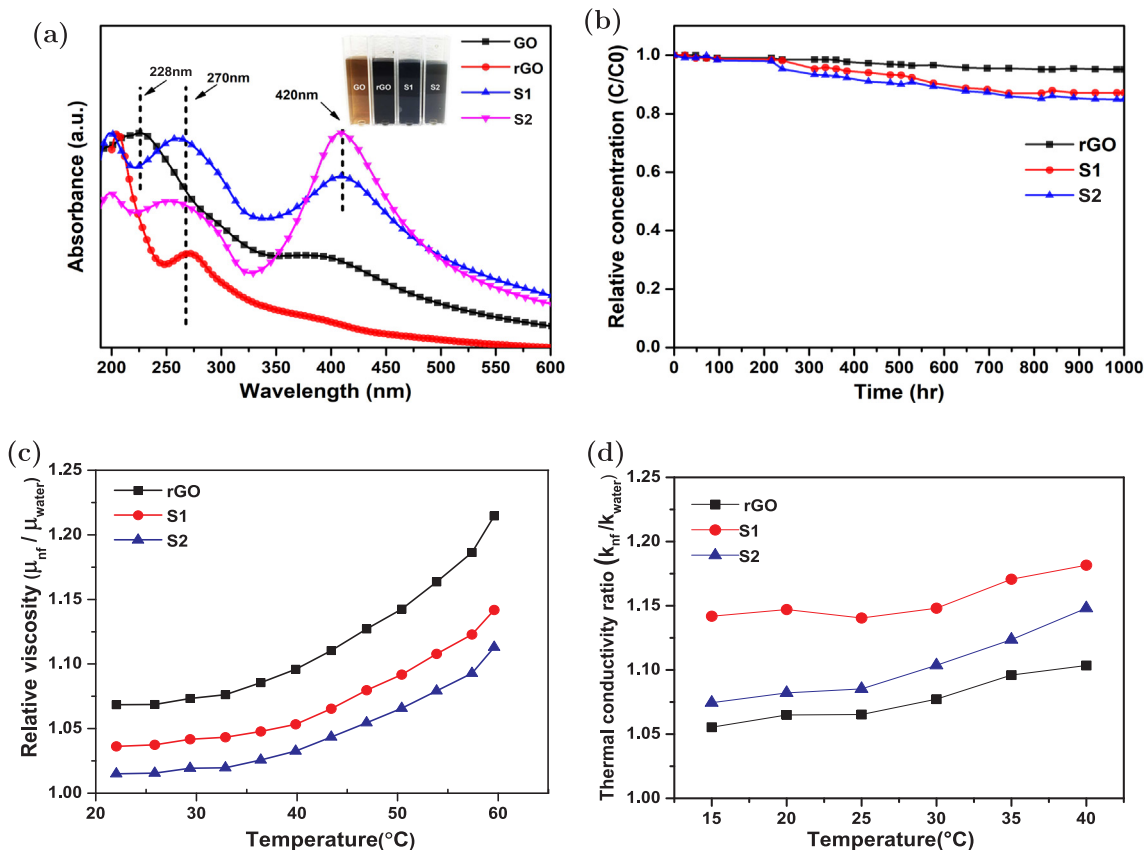 (a)
228nm
270nm
420nm
GO
rGO
S1
S2
GO rGO S1 S2
Absorbance (a.u.)
200 250 300 350 400 450 500 550 600
Wavelength (nm)
(b)
1.0
0.8
0.6
0.4
0.2
0.0
Relative concentration (C/C0)
rGO
S1
S2
0 100 200 300 400 500 600 700 800 900 1000
Time (hr)
(c)
1.25
1.20
1.15
1.10
1.05
1.00
Relative viscosity (μnf / μwater)
rGO
S1
S2
20 30 40 50 60
Temperature(°C)
(d)
1.25
1.20
1.15
1.10
1.05
1.00
Thermal conductivity ratio (knf/kwater)
rGO
S1
S2
15 20 25 30 35 40
Temperature(°C)